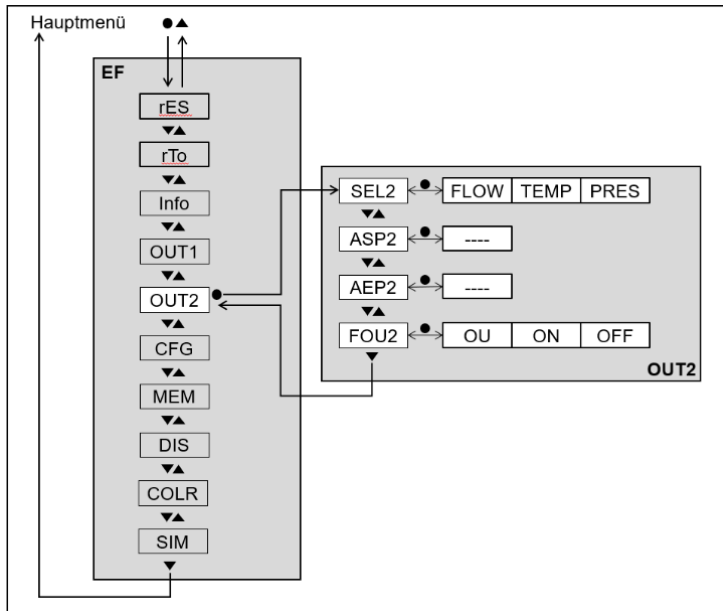 Hauptmenü
EF
rES
rTo
Info
OUT1
OUT2
CFG
MEM
DIS
COLR
SIM
SEL2 FLOW TEMP PRES
ASP2 ----
AEP2 ----
FOU2 OU ON OFF
OUT2